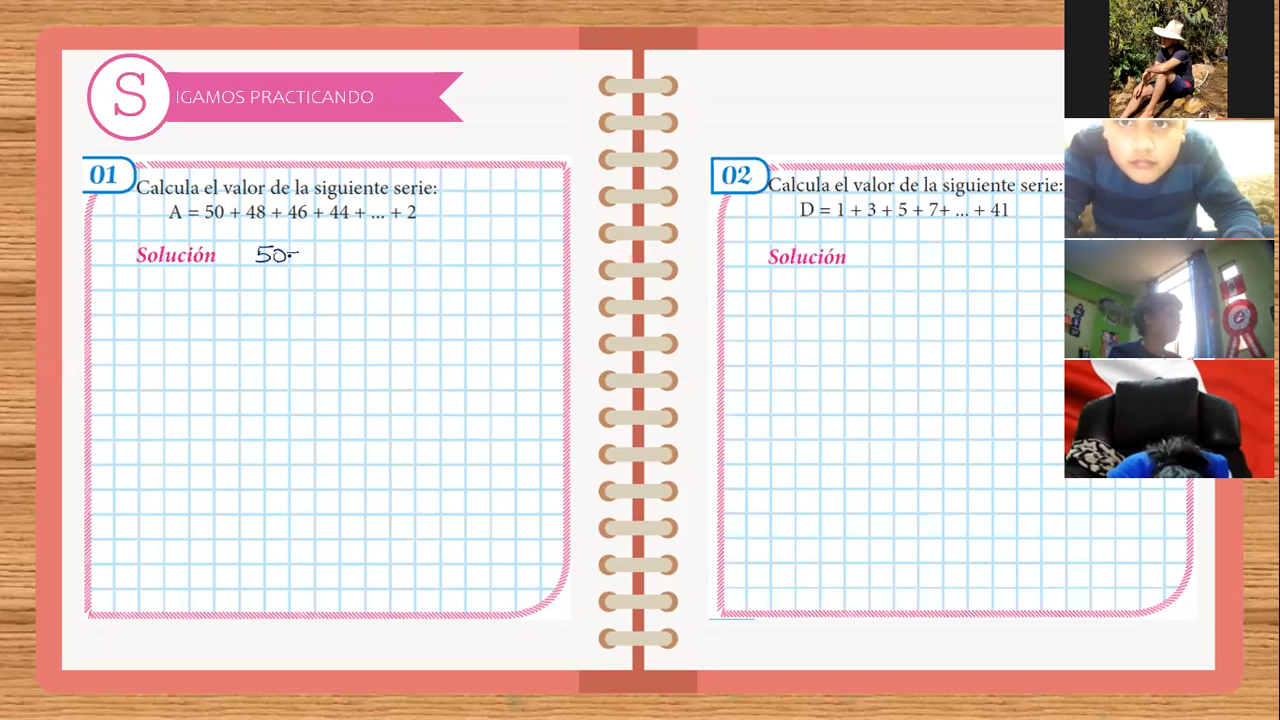 SIGAMOS PRACTICANDO
01
Calcula el valor de la siguiente serie:
A = 50 + 48 + 46 + 44 + ... + 2
Solución 50-
02
Calcula el valor de la siguiente serie:
D = 1 + 3 + 5 + 7+ ... + 41
Solución